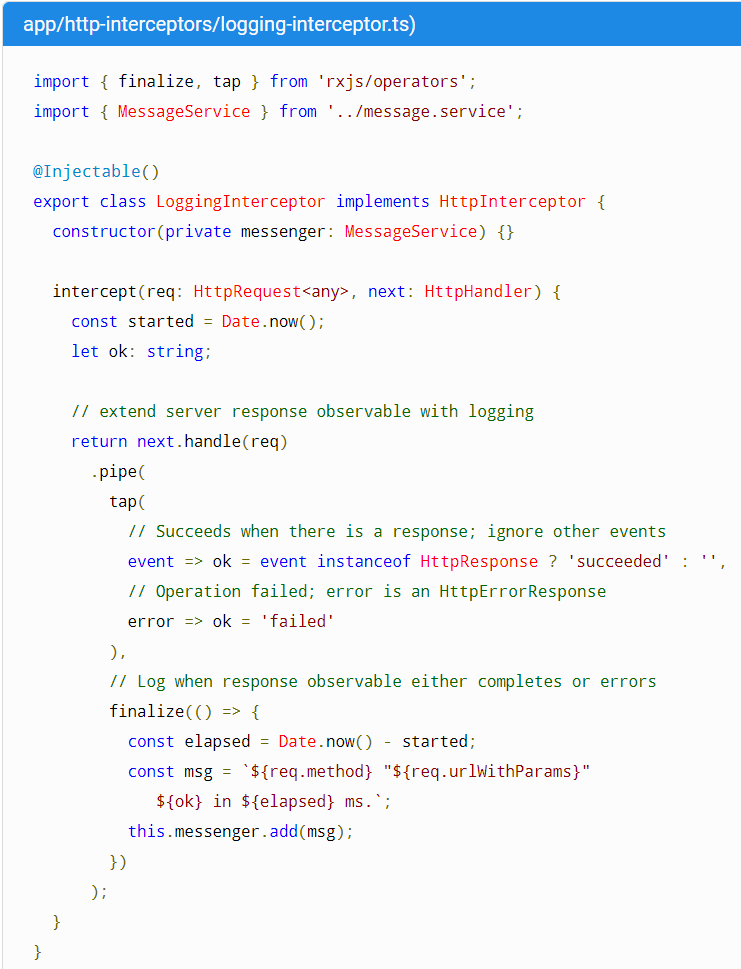 app/http-interceptors/logging-interceptor.ts)
import { finalize, tap } from 'rxjs/operators';
import { MessageService } from '../message.service';
@Injectable()
export class LoggingInterceptor implements HttpInterceptor {
constructor(private messenger: MessageService) {}
intercept(req: HttpRequest<any>, next: HttpHandler) {
const started = Date.now();
let ok: string;
// extend server response observable with logging
return next.handle(req)
.pipe(
tap(
// Succeeds when there is a response; ignore other events
event => ok = event instanceof HttpResponse ? 'succeeded' : '',
// Operation failed; error is an HttpErrorResponse
error => ok = 'failed'
),
// Log when response observable either completes or errors
finalize(() => {
const elapsed = Date.now() - started;
const msg = `${req.method} "${req.urlWithParams}"
${ok} in ${elapsed} ms.`;
this.messenger.add(msg);
})
);
}
}